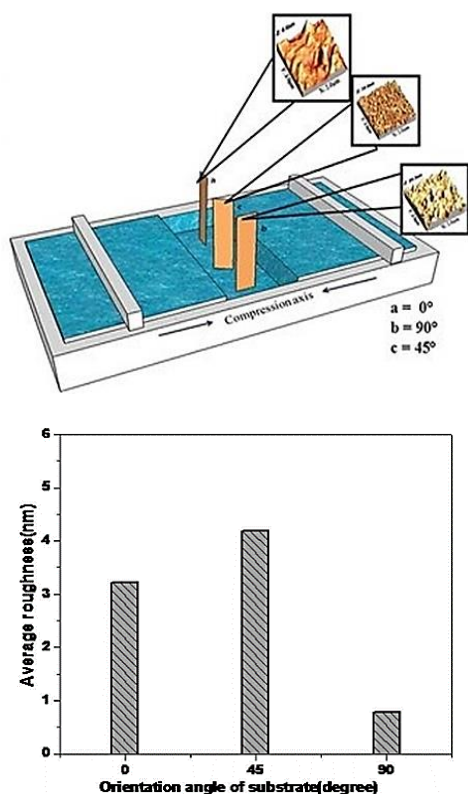 a
Compression axis
a = 0°
b = 90°
c = 45°
6
5
4
3
2
1
0
Average roughness(nm)
0 45 90
Orientation angle of substrate(degree)